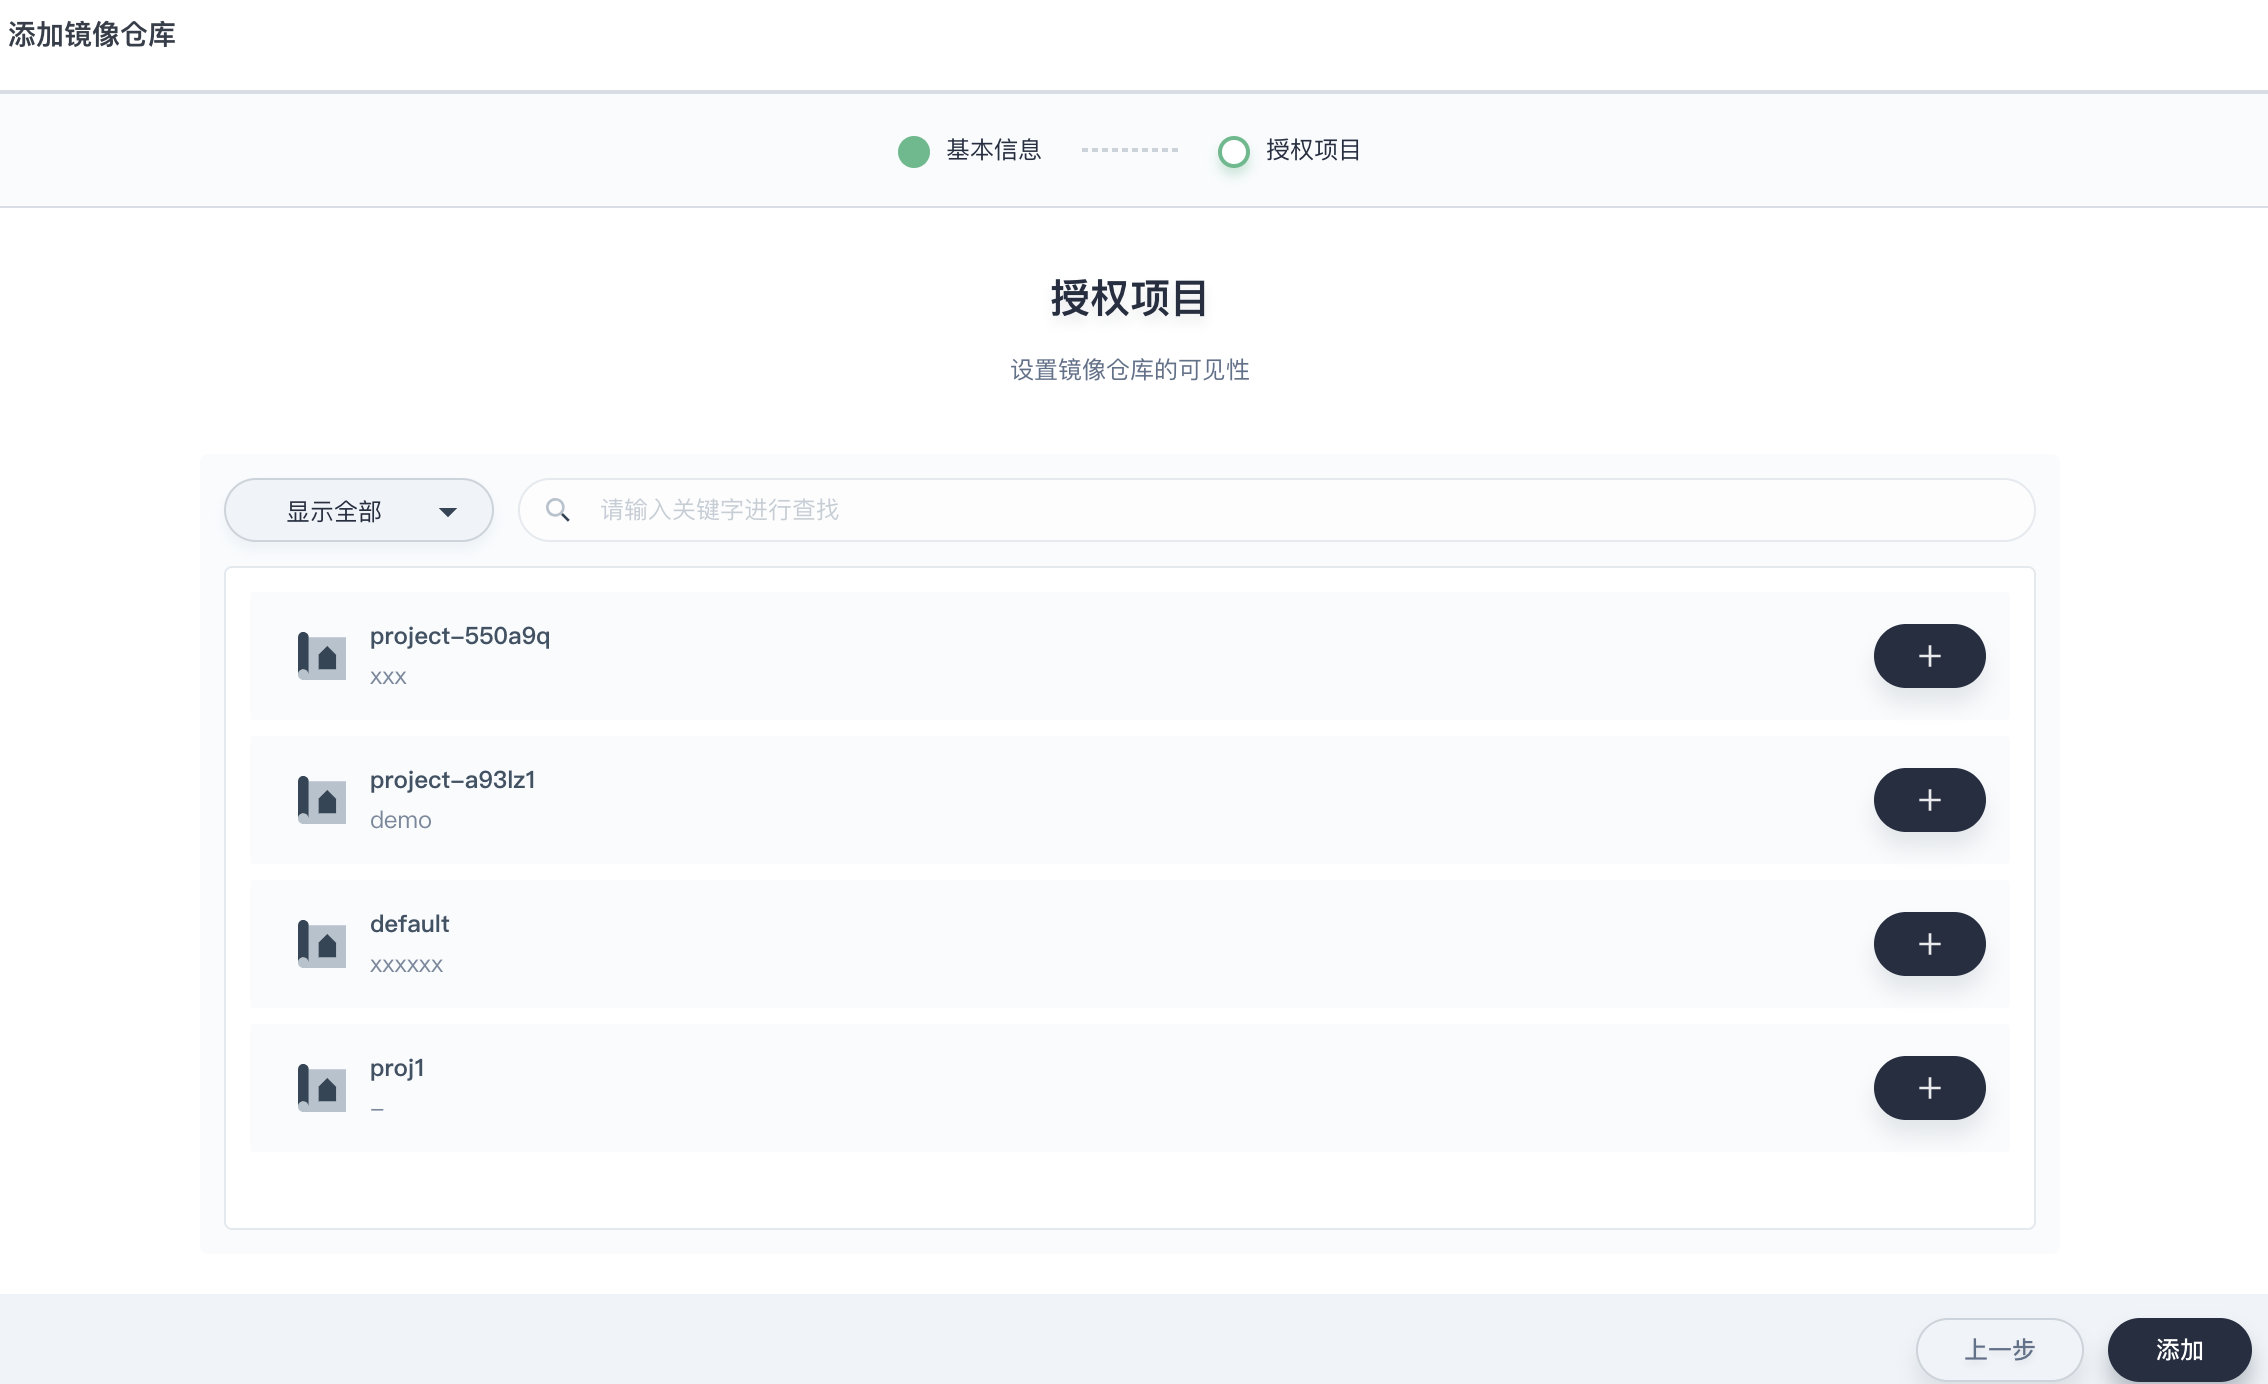 添加镜像仓库
基本信息
授权项目
授权项目
设置镜像仓库的可见性
显示全部
请输入关键字进行查找
project-550a9q
xxx
project-a93lz1
demo
default
xxxxxx
proj1
-
上一步
添加